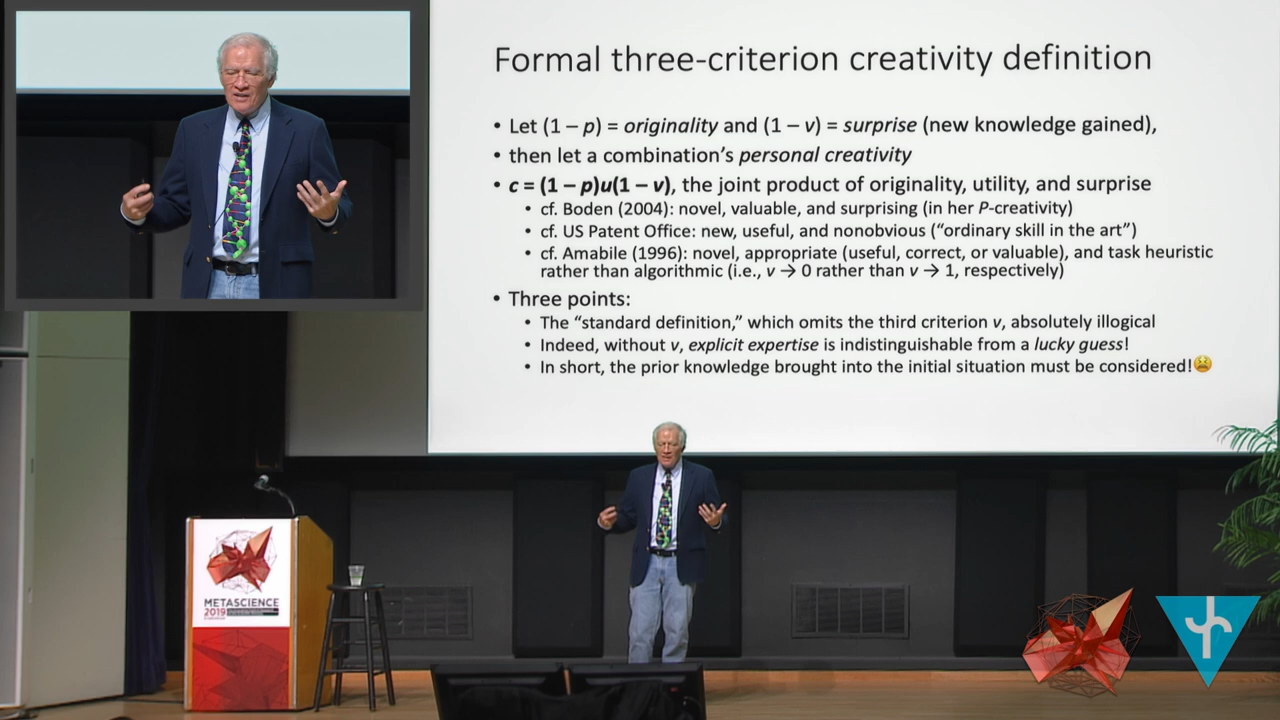 Formal three-criterion creativity definition
• Let (1 – p) = originality and (1 – v) = surprise (new knowledge gained),
• then let a combination's personal creativity
• c = (1 – p)u(1 – v), the joint product of originality, utility, and surprise
• cf. Boden (2004): novel, valuable, and surprising (in her P-creativity)
• cf. US Patent Office: new, useful, and nonobvious (“ordinary skill in the art”)
• cf. Amabile (1996): novel, appropriate (useful, correct, or valuable), and task heuristic
rather than algorithmic (i.e., v → 0 rather than v → 1, respectively)
• Three points:
• The “standard definition,” which omits the third criterion v, absolutely illogical
• Indeed, without v, explicit expertise is indistinguishable from a lucky guess!
• In short, the prior knowledge brought into the initial situation must be considered!😫
METASCIENCE
2019